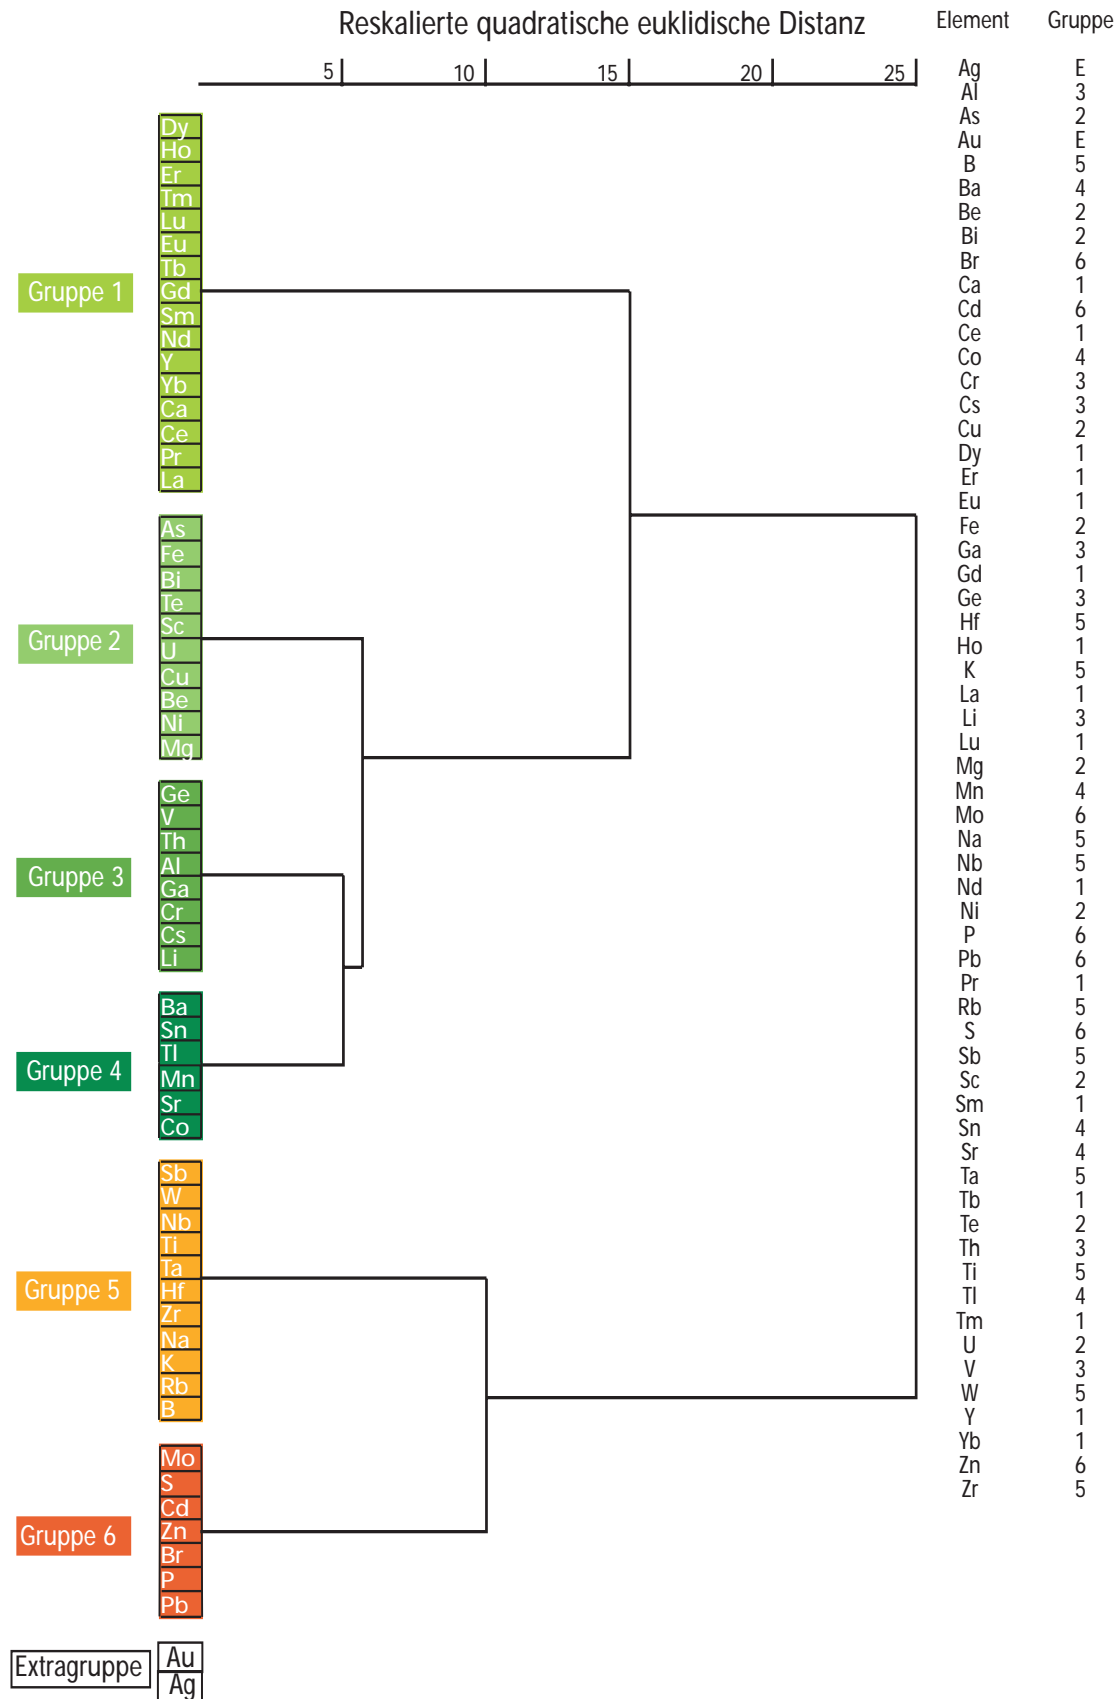 Reskalierte quadratische euklidische Distanz
5 10 15 20 25
Gruppe 1
Dy
Ho
Er
Tm
Lu
Eu
Tb
Gd
Sm
Nd
Y
Yb
Ca
Ce
Pr
La
Gruppe 2
As
Fe
Bi
Te
Sc
U
Cu
Be
Ni
Mg
Gruppe 3
Ge
V
Th
Al
Ga
Cr
Cs
Li
Gruppe 4
Ba
Sn
Tl
Mn
Sr
Co
Gruppe 5
Sb
W
Nb
Ti
Ta
Hf
Zr
Na
K
Rb
B
Gruppe 6
Mo
S
Cd
Zn
Br
P
Pb
Extragruppe
Au
Ag
Element Gruppe
Ag E
Al 3
As 2
Au E
B 5
Ba 4
Be 2
Bi 2
Br 6
Ca 1
Cd 6
Ce 1
Co 4
Cr 3
Cs 3
Cu 2
Dy 1
Er 1
Eu 1
Fe 2
Ga 3
Gd 1
Ge 3
Hf 5
Ho 1
K 5
La 1
Li 3
Lu 1
Mg 2
Mn 4
Mo 6
Na 5
Nb 5
Nd 1
Ni 2
P 6
Pb 6
Pr 1
Rb 5
S 6
Sb 5
Sc 2
Sm 1
Sn 4
Sr 4
Ta 5
Tb 1
Te 2
Th 3
Ti 5
Tl 4
Tm 1
U 2
V 3
W 5
Y 1
Yb 1
Zn 6
Zr 5